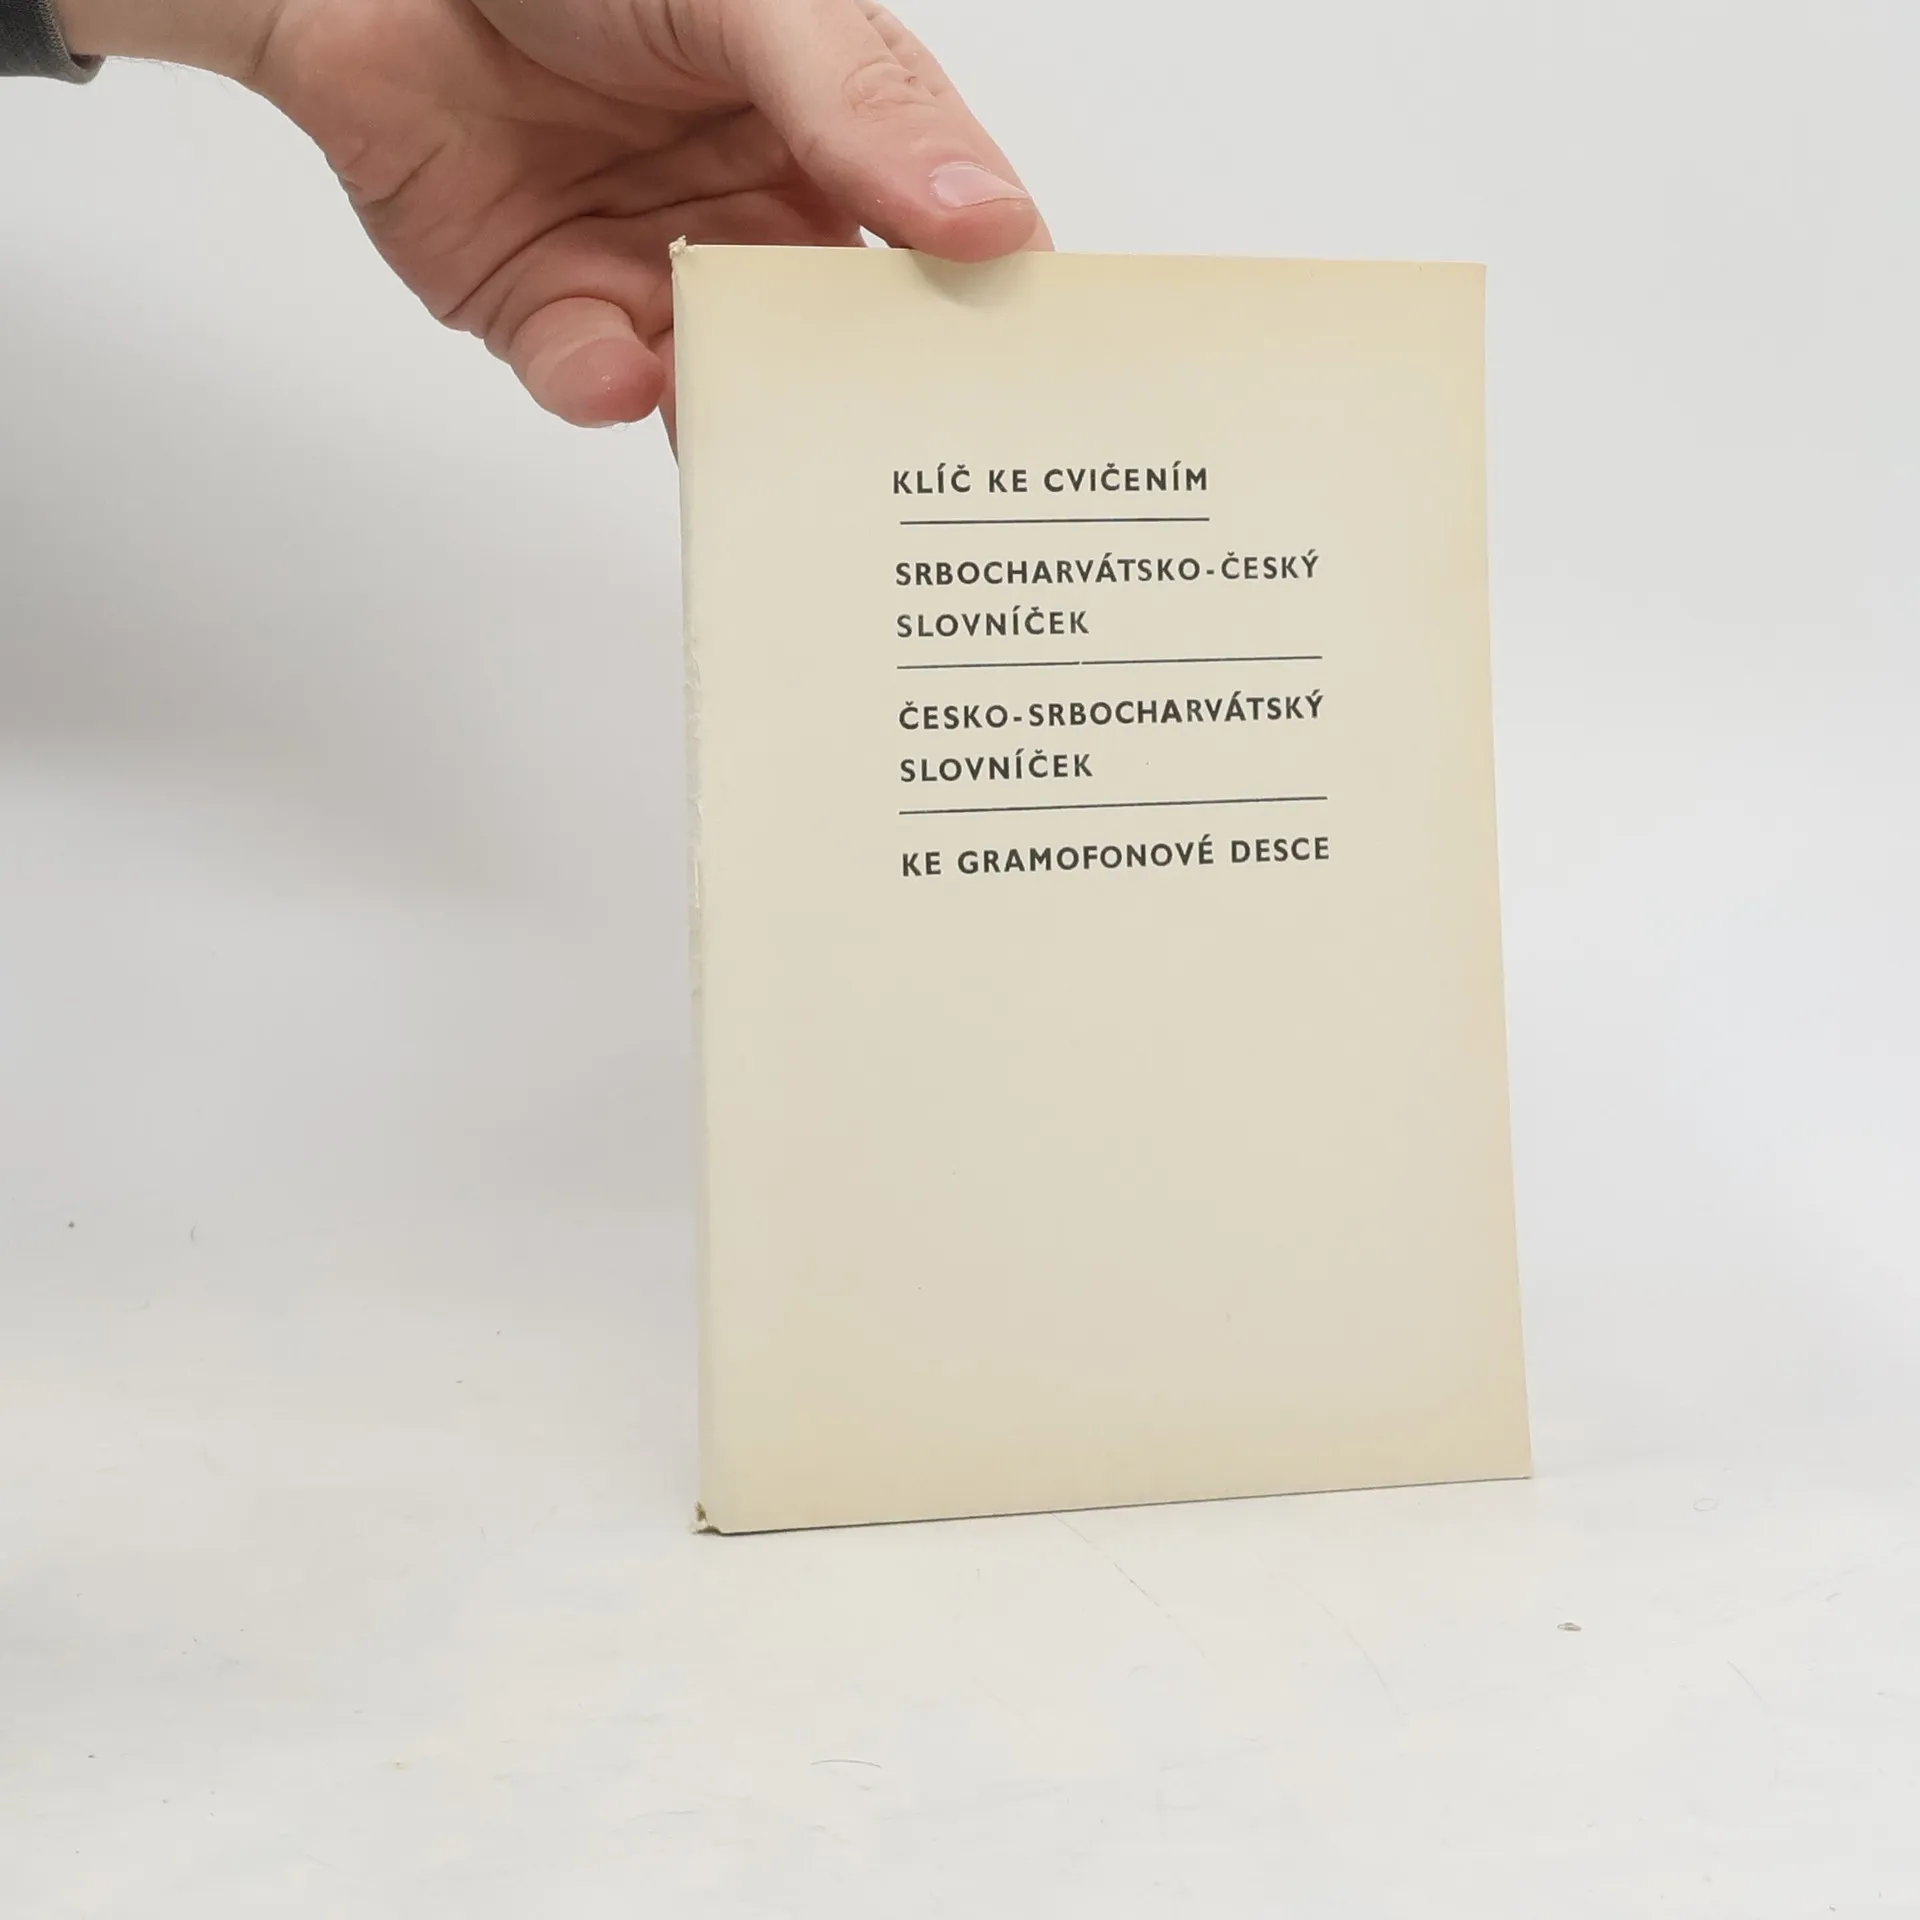 KLÍČ KE CVIČENÍM
SRBOCHARVÁTSKO-ČESKÝ
SLOVNÍČEK
ČESKO-SRBOCHARVÁTSKÝ
SLOVNÍČEK
KE GRAMOFONOVÉ DESCE